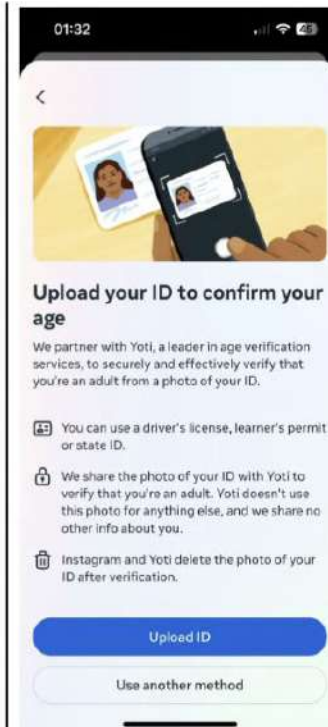 01:32
46
Upload your ID to confirm your
age
We partner with Yoti, a leader in age verification
services, to securely and effectively verify that
you're an adult from a photo of your ID.
You can use a driver's license, learner's permit
or state ID.
We share the photo of your ID with Yoti to
verify that you're an adult. Yoti doesn't use
this photo for anything else, and we share no
other info about you.
Instagram and Yoti delete the photo of your
ID after verification.
Upload ID
Use another method